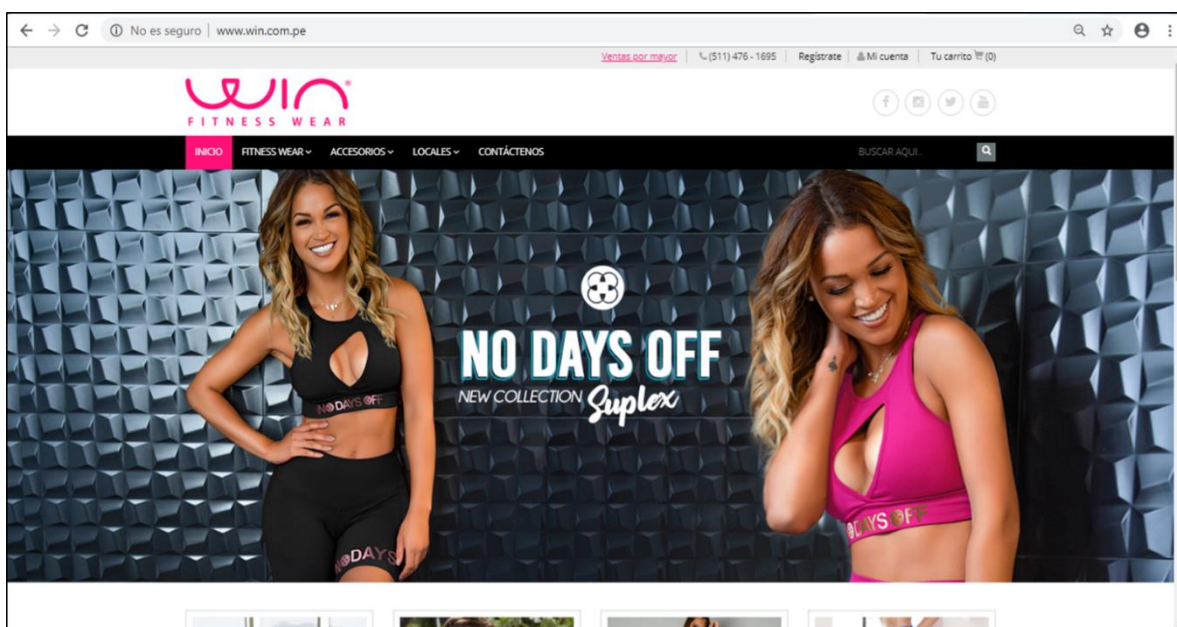 No es seguro | www.win.com.pe
Ventas por mayor | (511) 476 - 1695 | Regístrate | Mi cuenta | Tu carrito (0)
win®
FITNESS WEAR
INICIO FITNESS WEAR ACCESORIOS LOCALES CONTÁCTENOS BUSCAR AQUI..
NO DAYS OFF
NEW COLLECTION Suplex
NO DAYS OFF
NO DAYS
NO DAYS OFF